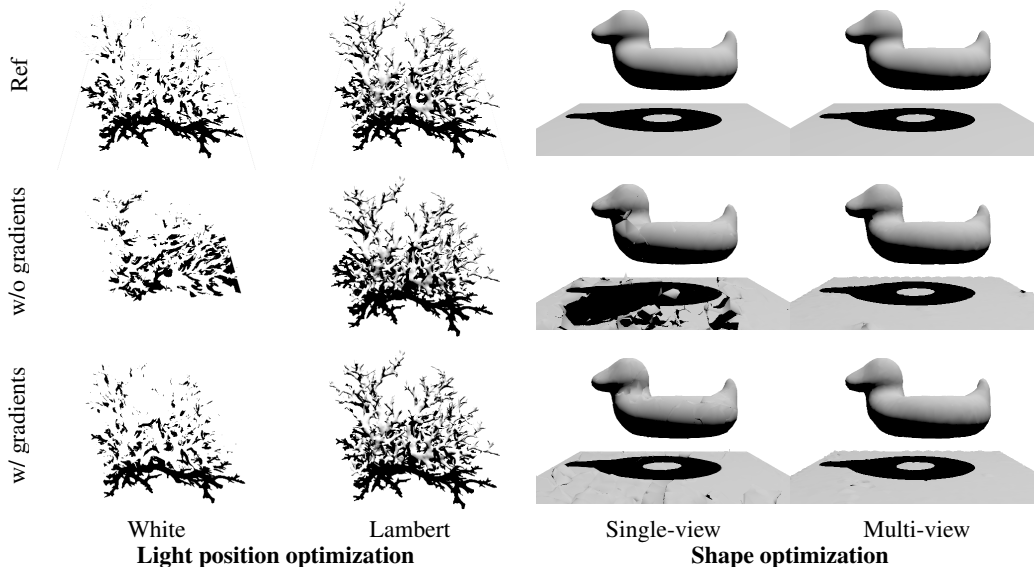 Ref
w/o gradients
w/ gradients
White Lambert Single-view Multi-view
Light position optimization Shape optimization